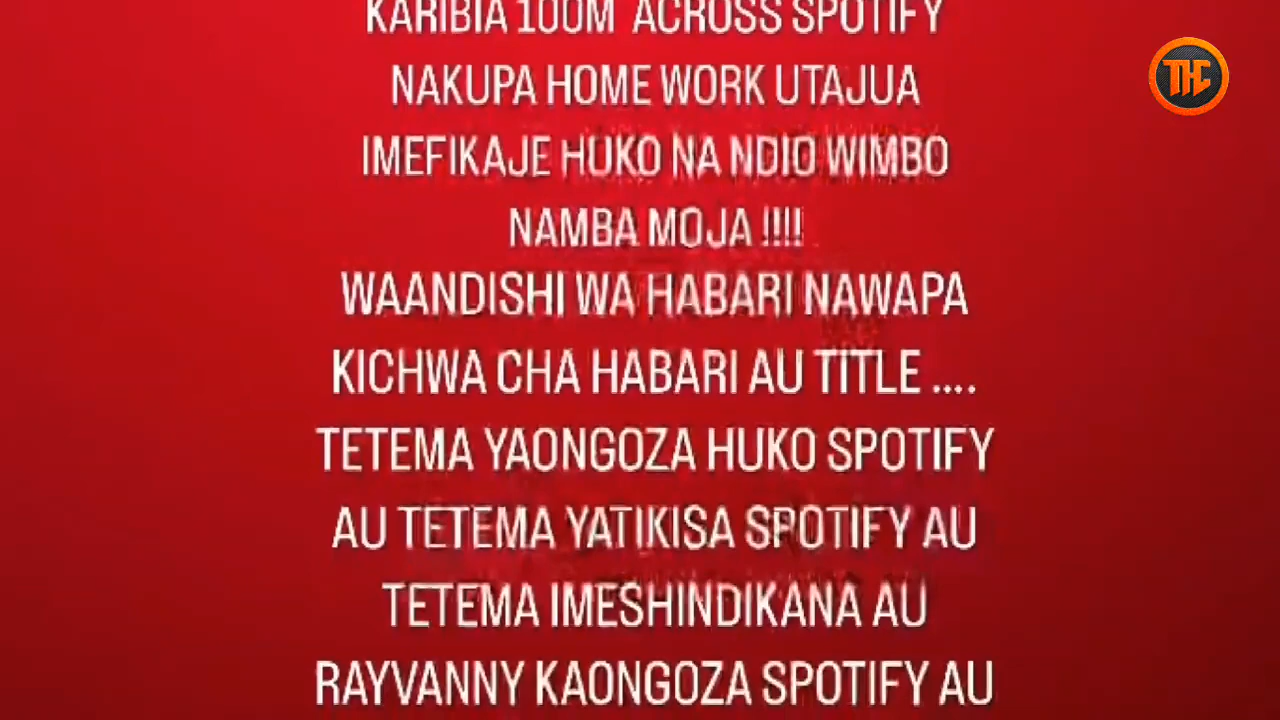 KARIBIA 100M ACROSS SPOTIFY
NAKUPA HOME WORK UTAJUA
IMEFIKAJE HUKO NA NDIO WIMBO
NAMBA MOJA !!!!
WAANDISHI WA HABARI NAWAPA
KICHWA CHA HABARI AU TITLE ....
TETEMA YAONGOZA HUKO SPOTIFY
AU TETEMA YATIKISA SPOTIFY AU
TETEMA IMESHINDIKANA AU
RAYVANNY KAONGOZA SPOTIFY AU
THC